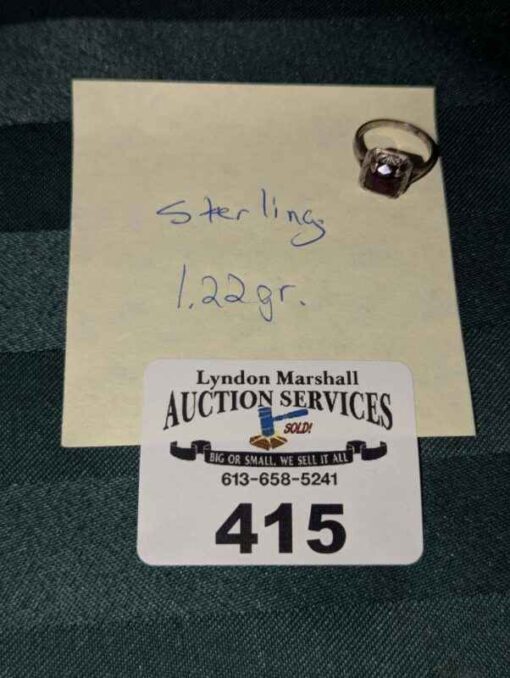 Sterling
1.22gr.
Lyndon Marshall
AUCTION SERVICES
SOLD!
BIG OR SMALL, WE SELL IT ALL
613-658-5241
415